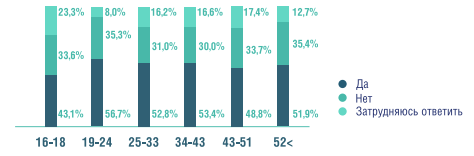 23,3% 8,0% 16,2% 16,6% 17,4% 12,7%
33,6% 35,3% 31,0% 30,0% 33,7% 35,4%
43,1% 56,7% 52,8% 53,4% 48,8% 51,9%
16-18 19-24 25-33 34-43 43-51 52<
Да
Нет
Затрудняюсь ответить